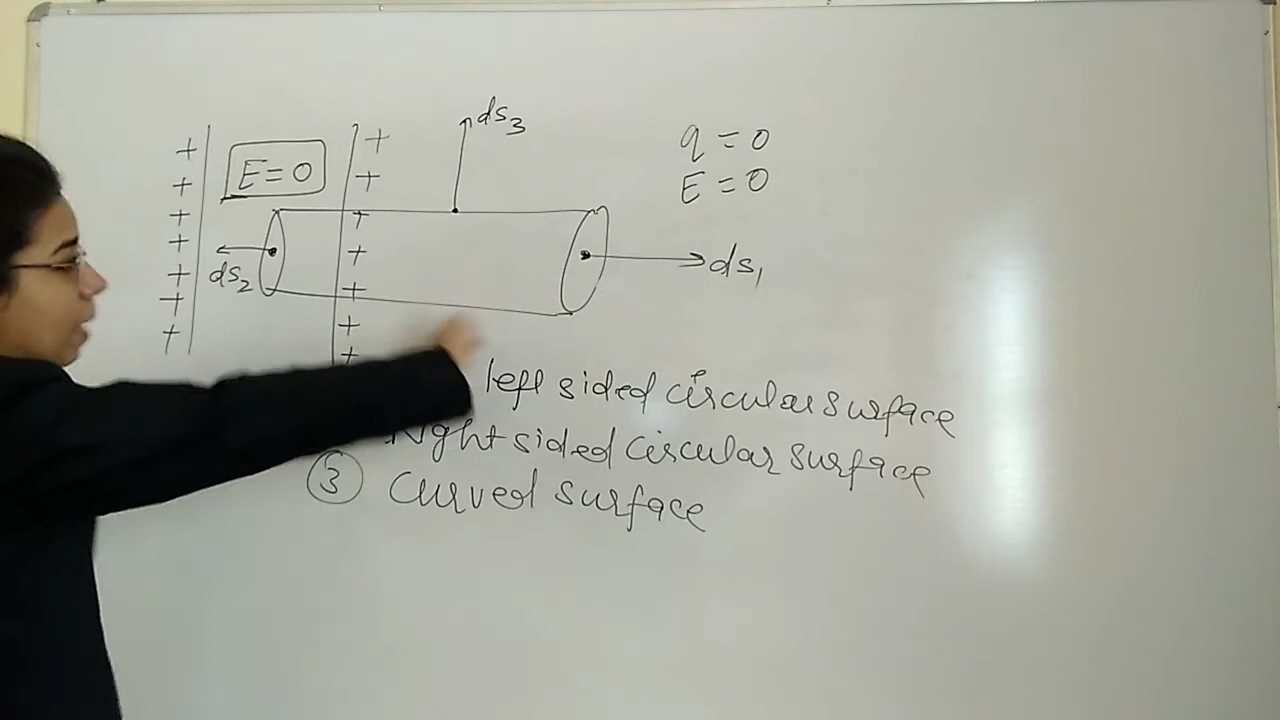 ds₃
E=0
q = 0
E = 0
ds₂
ds₁
left sided circular surface
Right sided circular surface
③ Curved surface